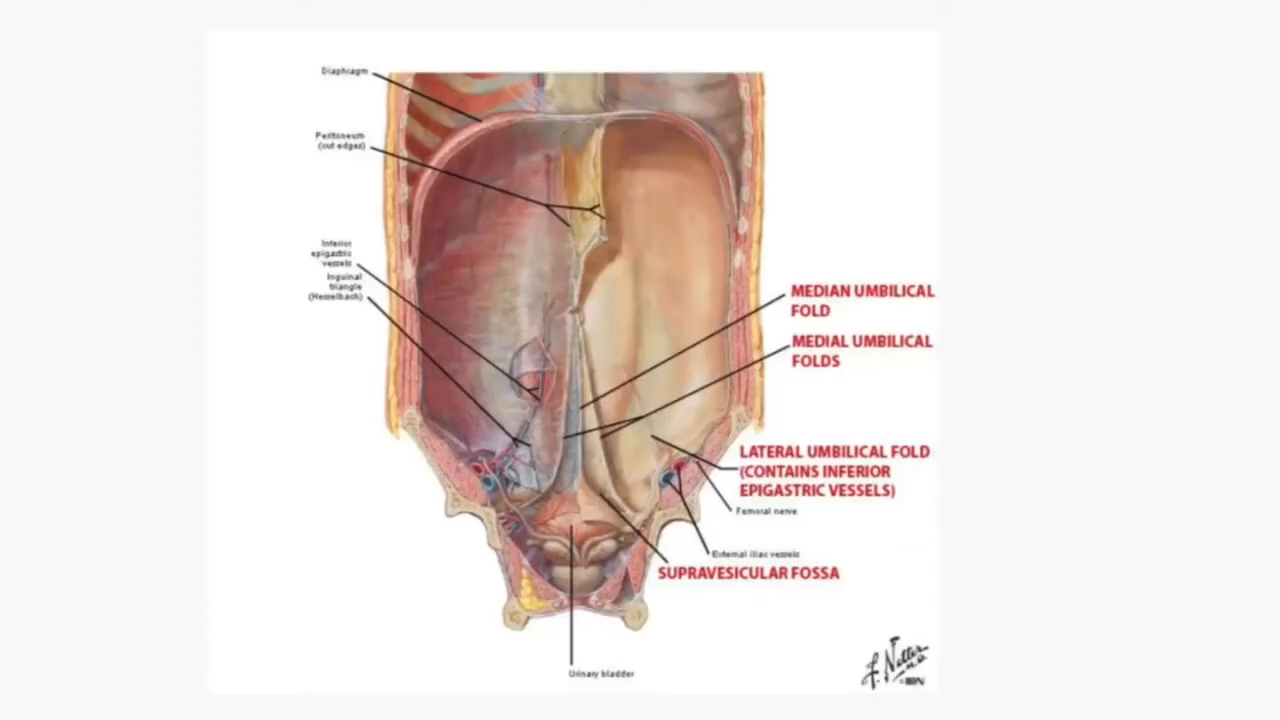 Diaphragm
Peritoneum
(cut edges)
Inferior
epigastric
vessels
Inguinal
triangle
(Hesselbach)
MEDIAN UMBILICAL
FOLD
MEDIAL UMBILICAL
FOLDS
LATERAL UMBILICAL FOLD
(CONTAINS INFERIOR
EPIGASTRIC VESSELS)
Femoral nerve
External iliac vessels
SUPRAVESICULAR FOSSA
Urinary bladder
F. Netter
M.D.